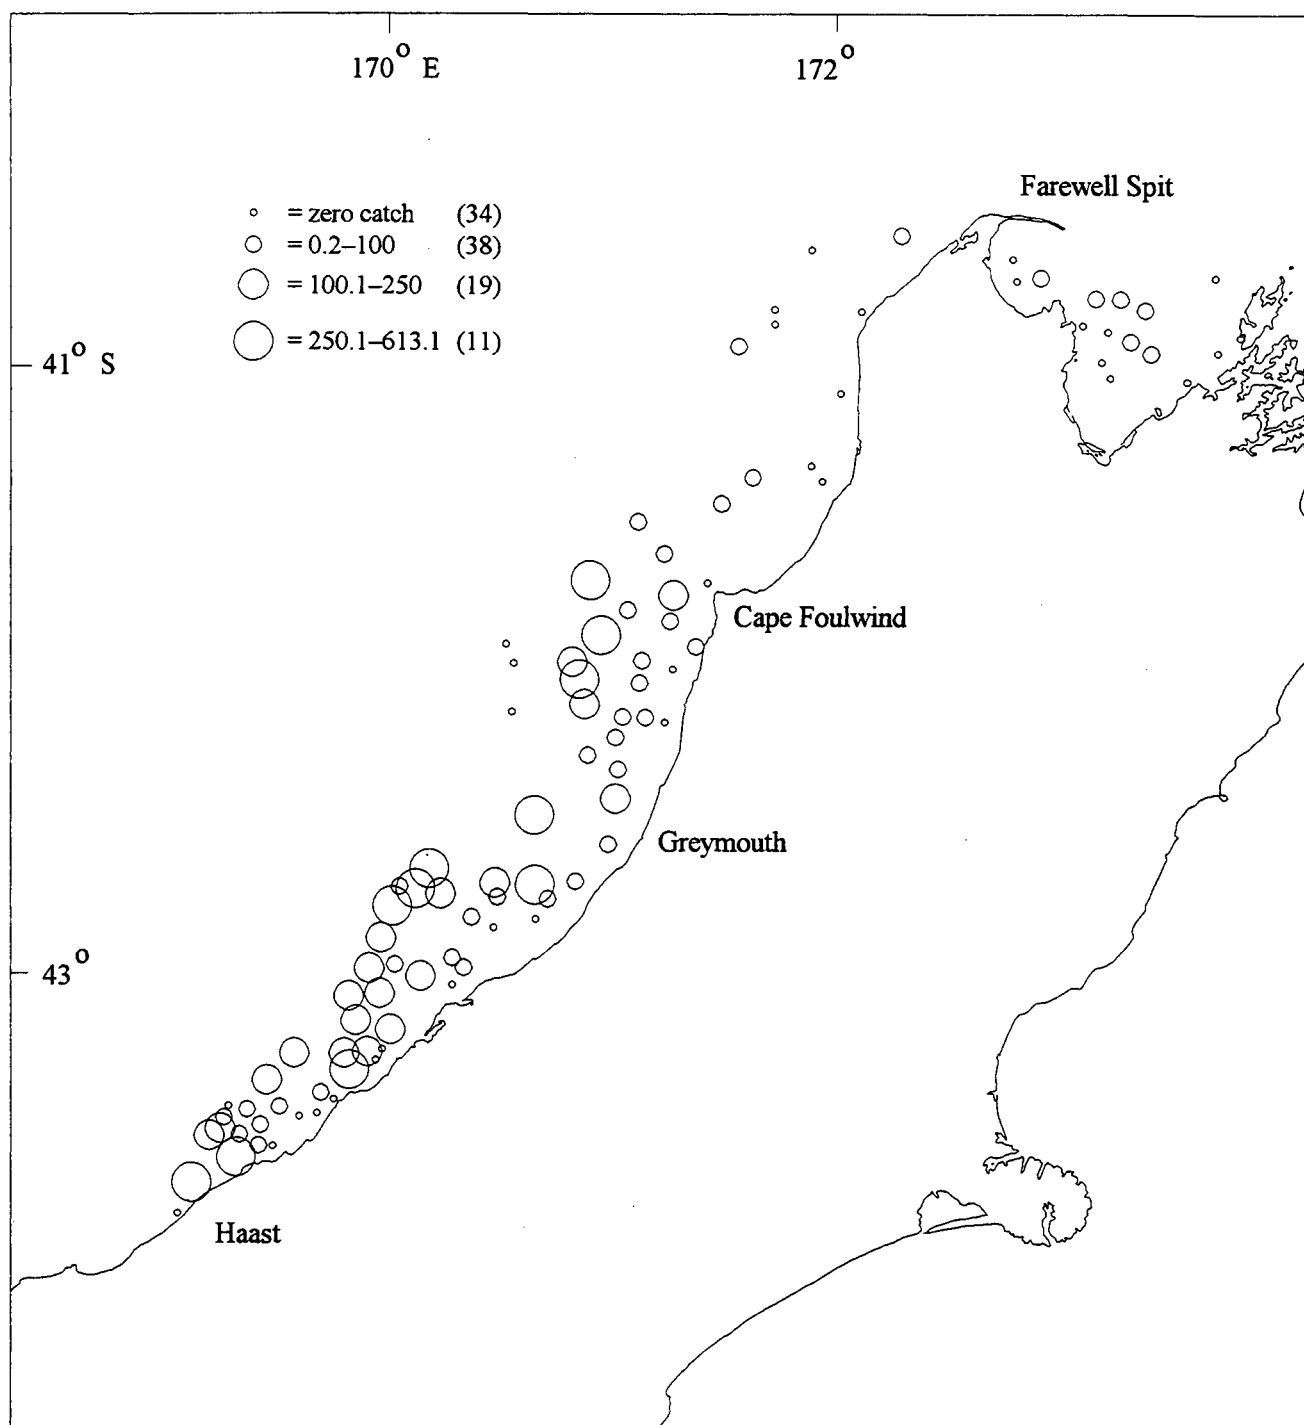 170° E
172°
Farewell Spit
= zero catch (34)
= 0.2–100 (38)
= 100.1–250 (19)
= 250.1–613.1 (11)
41° S
Cape Foulwind
Greymouth
43°
Haast